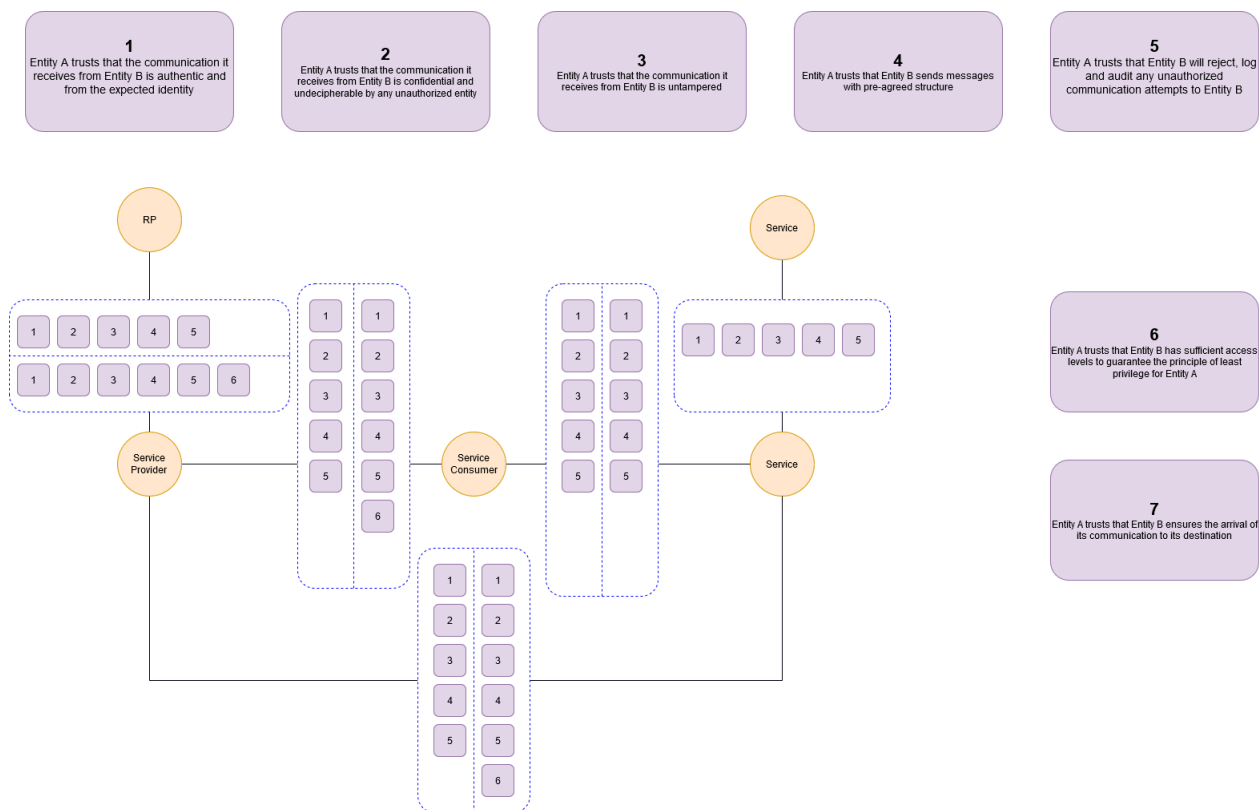 1
Entity A trusts that the communication it
receives from Entity B is authentic and
from the expected identity
2
Entity A trusts that the communication it
receives from Entity B is confidential and
undecipherable by any unauthorized entity
3
Entity A trusts that the communication it
receives from Entity B is untampered
4
Entity A trusts that Entity B sends messages
with pre-agreed structure
5
Entity A trusts that Entity B will reject, log
and audit any unauthorized
communication attempts to Entity B
RP
Service
1 2 3 4 5
1 2 3 4 5 6
1 1
2 2
3 3
4 4
5 5
6
1 1
2 2
3 3
4 4
5 5
1 2 3 4 5
6
Entity A trusts that Entity B has sufficient access
levels to guarantee the principle of least
privilege for Entity A
Service
Provider
Service
Consumer
Service
7
Entity A trusts that Entity B ensures the arrival of
its communication to its destination
1 1
2 2
3 3
4 4
5 5
6